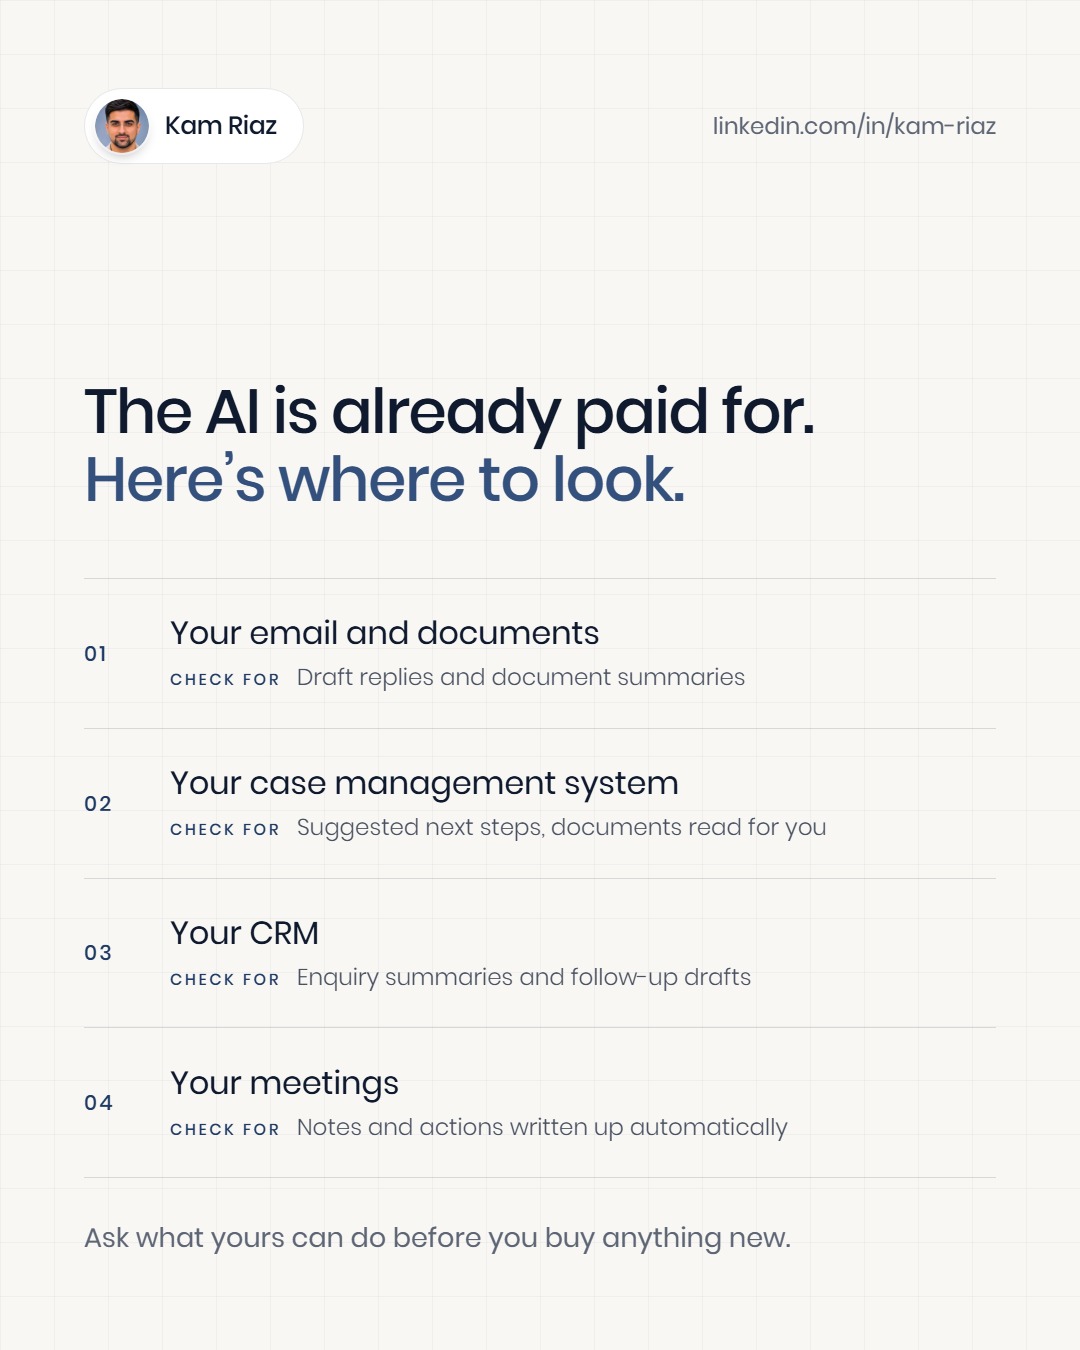 Kam Riaz
linkedin.com/in/kam-riaz
The AI is already paid for.
Here’s where to look.
01
Your email and documents
CHECK FOR Draft replies and document summaries
02
Your case management system
CHECK FOR Suggested next steps, documents read for you
03
Your CRM
CHECK FOR Enquiry summaries and follow-up drafts
04
Your meetings
CHECK FOR Notes and actions written up automatically
Ask what yours can do before you buy anything new.